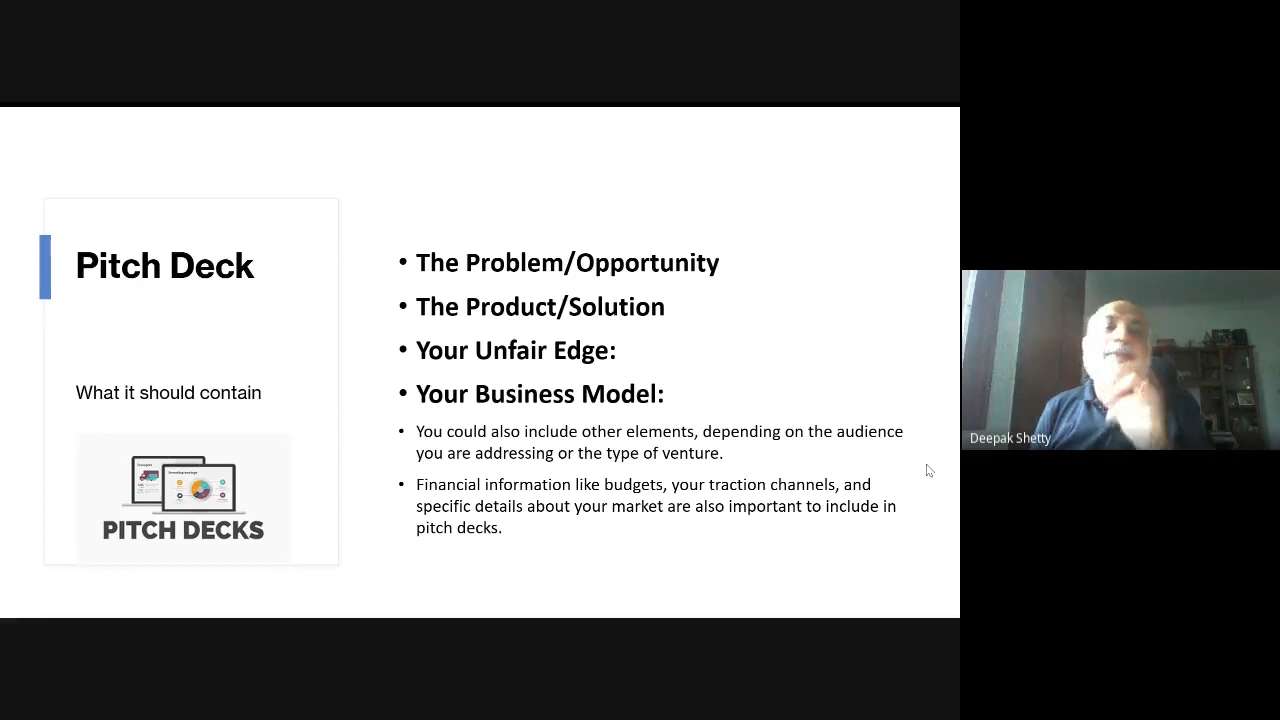 Pitch Deck
What it should contain
PITCH DECKS
• The Problem/Opportunity
• The Product/Solution
• Your Unfair Edge:
• Your Business Model:
• You could also include other elements, depending on the audience
you are addressing or the type of venture.
• Financial information like budgets, your traction channels, and
specific details about your market are also important to include in
pitch decks.
Deepak Shetty